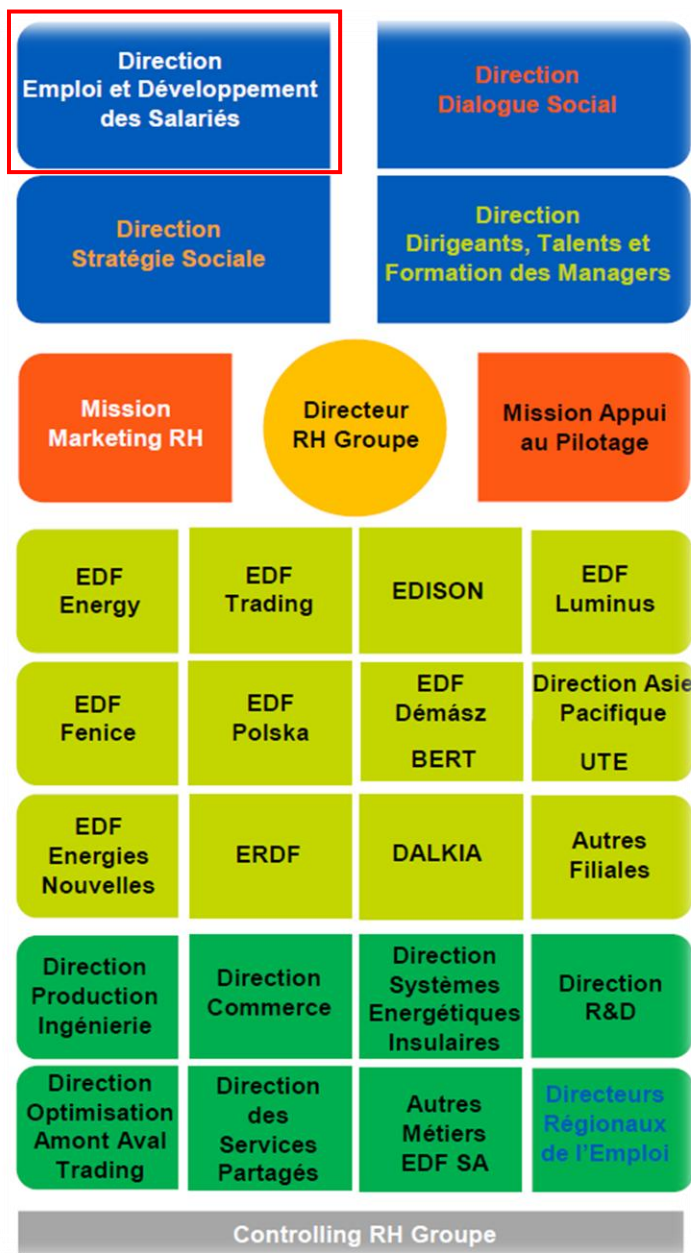 Direction
Emploi et Développement
des Salariés
Direction
Dialogue Social
Direction
Stratégie Sociale
Direction
Dirigeants, Talents et
Formation des Managers
Mission
Marketing RH
Directeur
RH Groupe
Mission Appui
au Pilotage
EDF
Energy
EDF
Trading
EDISON
EDF
Luminus
EDF
Fenice
EDF
Polska
EDF
Démász
BERT
Direction Asie
Pacifique
UTE
EDF
Energies
Nouvelles
ERDF
DALKIA
Autres
Filiales
Direction
Production
Ingénierie
Direction
Commerce
Direction
Systèmes
Energétiques
Insulaires
Direction
R&D
Direction
Optimisation
Amont Aval
Trading
Direction
des
Services
Partagés
Autres
Métiers
EDF SA
Directeurs
Régionaux
de l'Emploi
Controlling RH Groupe